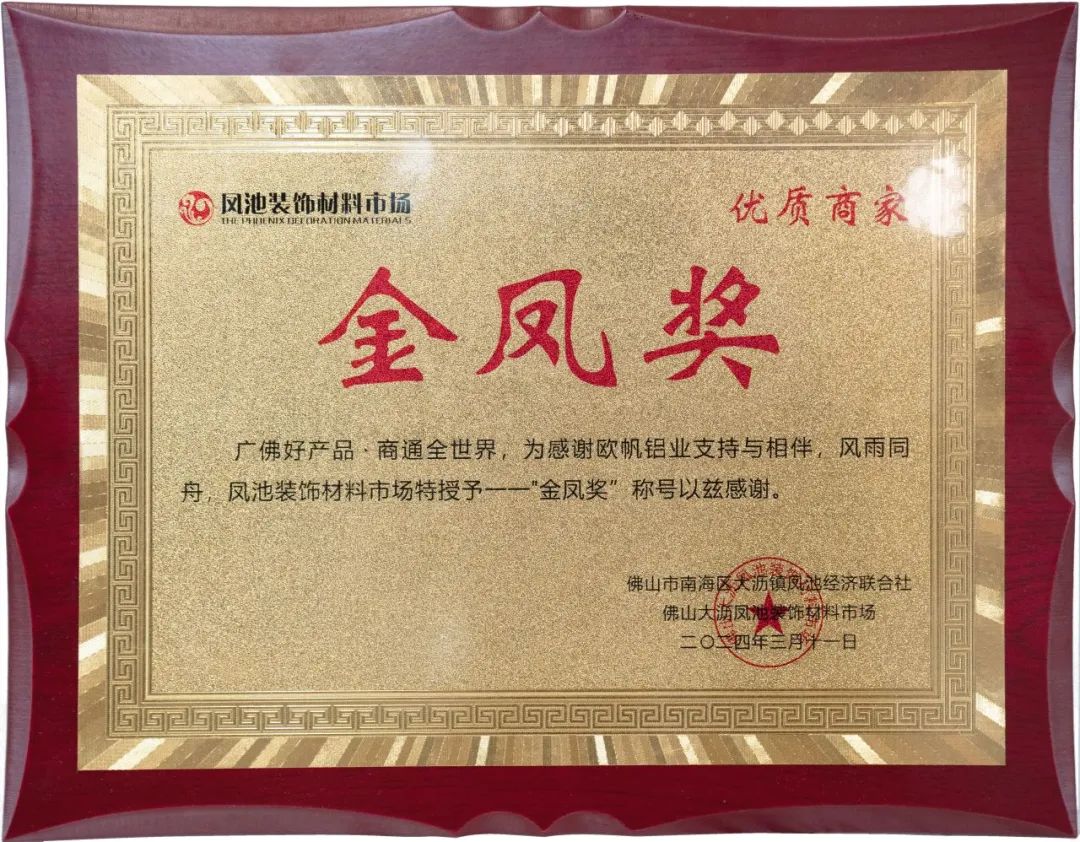 凤池装饰材料市场
THE PHOENIX DECORATION MATERIALS
优质商家
金凤奖
广佛好产品·商通全世界，为感谢欧帆铝业支持与相伴，风雨同
舟，凤池装饰材料市场特授予一一"金凤奖”称号以兹感谢。
佛山市南海区大沥镇凤池经济联合社
佛山大沥凤池装饰材料市场
二〇二四年三月十一日